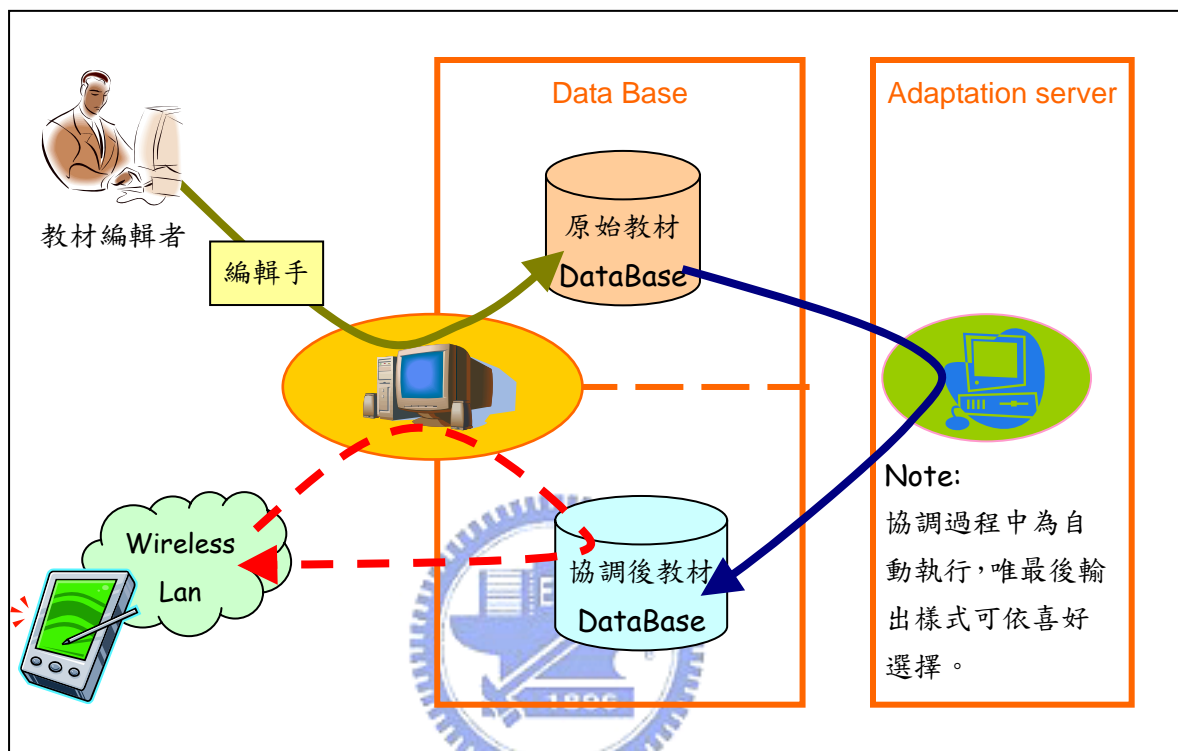 Data Base
Adaptation server
教材編輯者
編輯手
原始教材
DataBase
Wireless
Lan
協調後教材
DataBase
Note:
協調過程中為自
動執行,唯最後輸
出樣式可依喜好
選擇。
1896